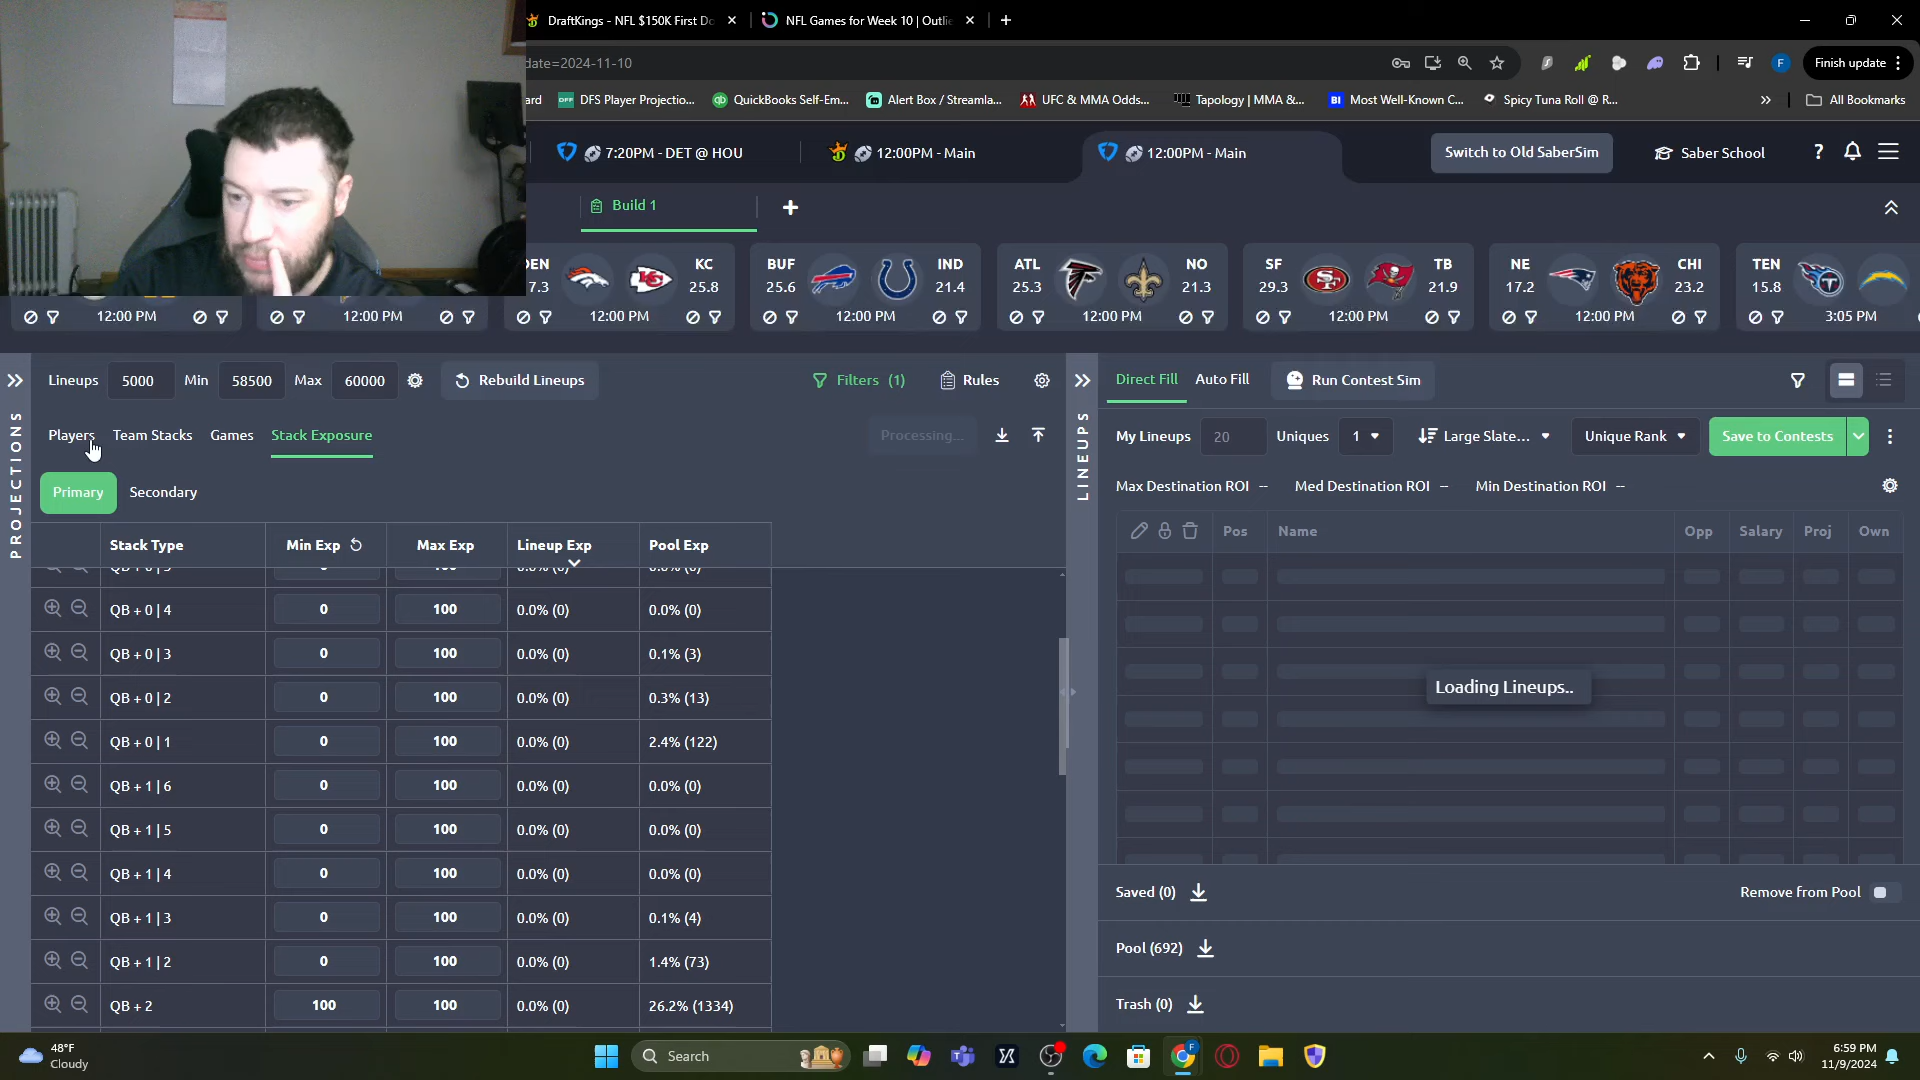 DraftKings - NFL $150K First Do
NFL Games for Week 10 | Outlie
date=2024-11-10
Finish update
ard
DFS Player Projectio...
QuickBooks Self-Em...
Alert Box / Streamla...
UFC & MMA Odds...
Tapology | MMA &...
BI Most Well-Known C...
Spicy Tuna Roll @ R...
All Bookmarks
7:20PM - DET @ HOU
12:00PM - Main
12:00PM - Main
Switch to Old SaberSim
Saber School
Build 1
DEN
7.3
KC
25.8
BUF
25.6
IND
21.4
ATL
25.3
NO
21.3
SF
29.3
TB
21.9
NE
17.2
CHI
23.2
TEN
15.8
12:00 PM
12:00 PM
12:00 PM
12:00 PM
12:00 PM
12:00 PM
12:00 PM
3:05 PM
PROJECTIONS
Lineups 5000 Min 58500 Max 60000 Rebuild Lineups Filters (1) Rules
Players Team Stacks Games Stack Exposure Processing...
Primary Secondary
Stack Type Min Exp Max Exp Lineup Exp Pool Exp
QB + 0 | 4 0 100 0.0% (0) 0.0% (0)
QB + 0 | 3 0 100 0.0% (0) 0.1% (3)
QB + 0 | 2 0 100 0.0% (0) 0.3% (13)
QB + 0 | 1 0 100 0.0% (0) 2.4% (122)
QB + 1 | 6 0 100 0.0% (0) 0.0% (0)
QB + 1 | 5 0 100 0.0% (0) 0.0% (0)
QB + 1 | 4 0 100 0.0% (0) 0.0% (0)
QB + 1 | 3 0 100 0.0% (0) 0.1% (4)
QB + 1 | 2 0 100 0.0% (0) 1.4% (73)
QB + 2 100 100 0.0% (0) 26.2% (1334)
LINEUPS
Direct Fill Auto Fill Run Contest Sim
My Lineups 20 Uniques 1 Large Slate... Unique Rank Save to Contests
Max Destination ROI -- Med Destination ROI -- Min Destination ROI --
Pos Name Opp Salary Proj Own
Loading Lineups..
Saved (0) Remove from Pool
Pool (692)
Trash (0)
48°F
Cloudy
Search
6:59 PM
11/9/2024